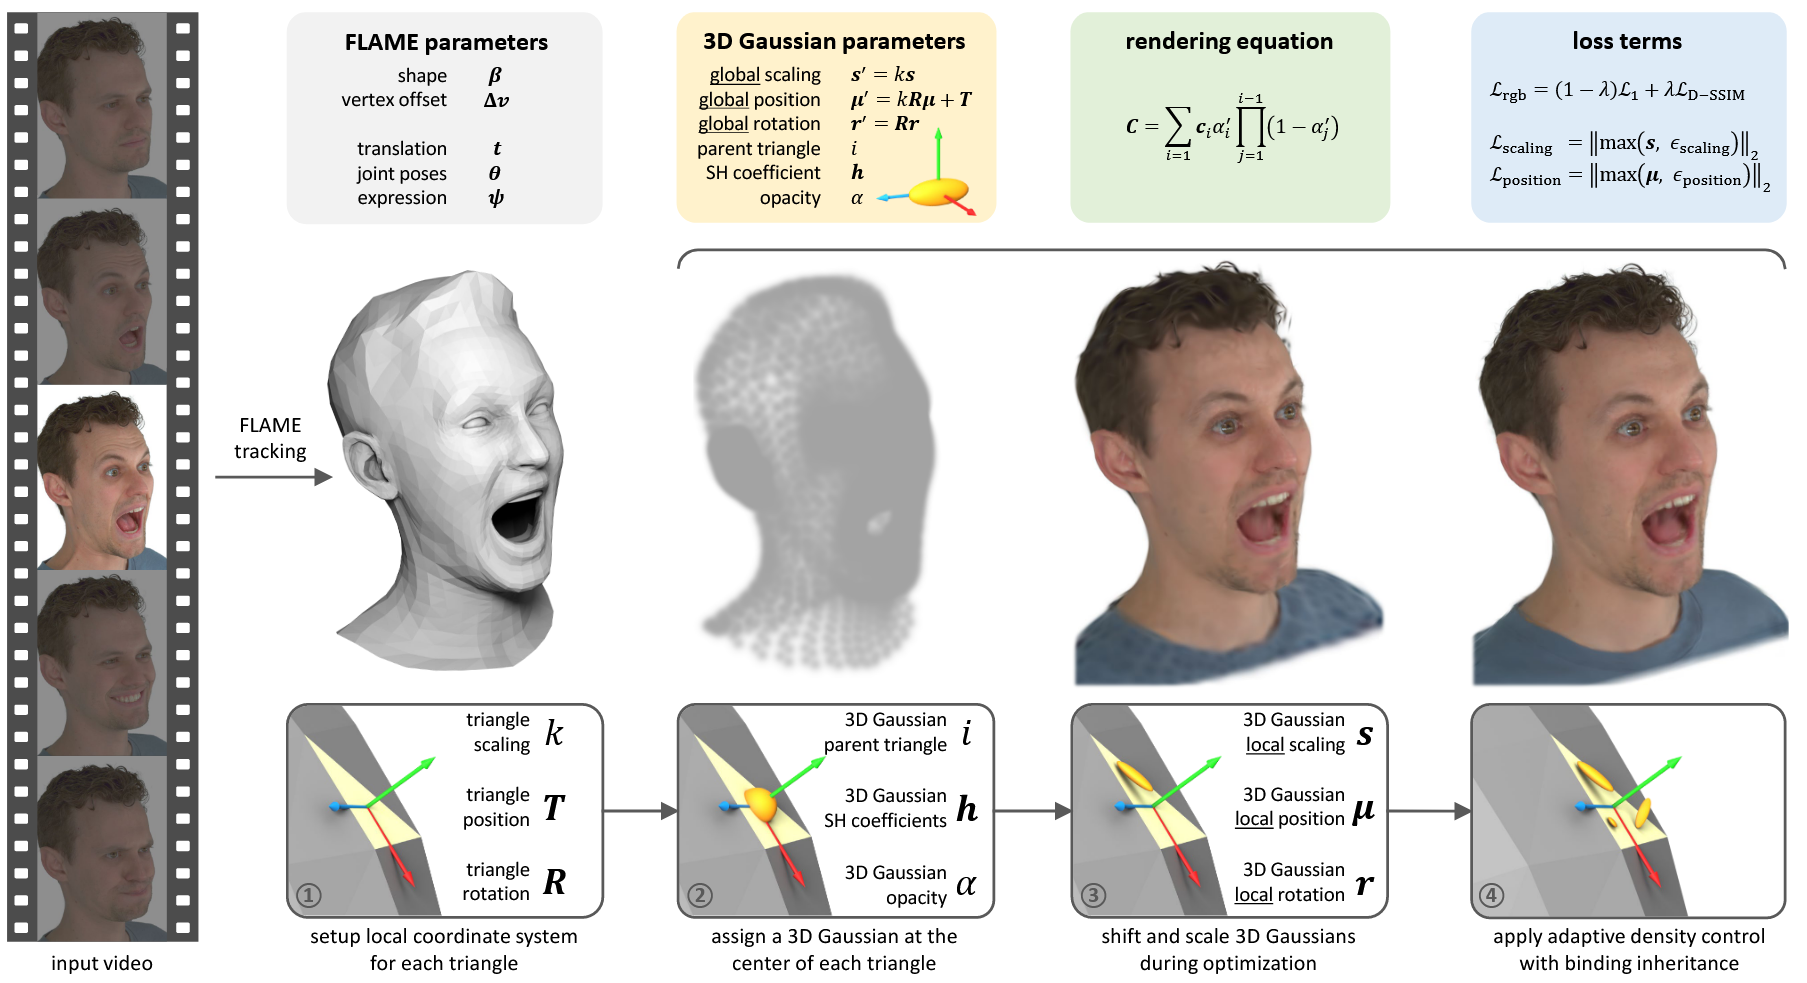 FLAME parameters
shape β
vertex offset Δv
translation t
joint poses θ
expression ψ
3D Gaussian parameters
global scaling s′ = ks
global position μ′ = kRμ + T
global rotation r′ = Rr
parent triangle i
SH coefficient h
opacity α
rendering equation
C = ∑_{i=1} c_i α′_i ∏_{j=1}^{i−1} (1 − α′_j)
loss terms
ℒ_rgb = (1 − λ)ℒ_1 + λℒ_D−SSIM
ℒ_scaling = ‖max(s, ϵ_scaling)‖_2
ℒ_position = ‖max(μ, ϵ_position)‖_2
FLAME
tracking
triangle
scaling k
triangle
position T
triangle
rotation R
①
3D Gaussian
parent triangle i
3D Gaussian
SH coefficients h
3D Gaussian
opacity α
②
3D Gaussian
local scaling s
3D Gaussian
local position μ
3D Gaussian
local rotation r
③
④
input video
setup local coordinate system
for each triangle
assign a 3D Gaussian at the
center of each triangle
shift and scale 3D Gaussians
during optimization
apply adaptive density control
with binding inheritance